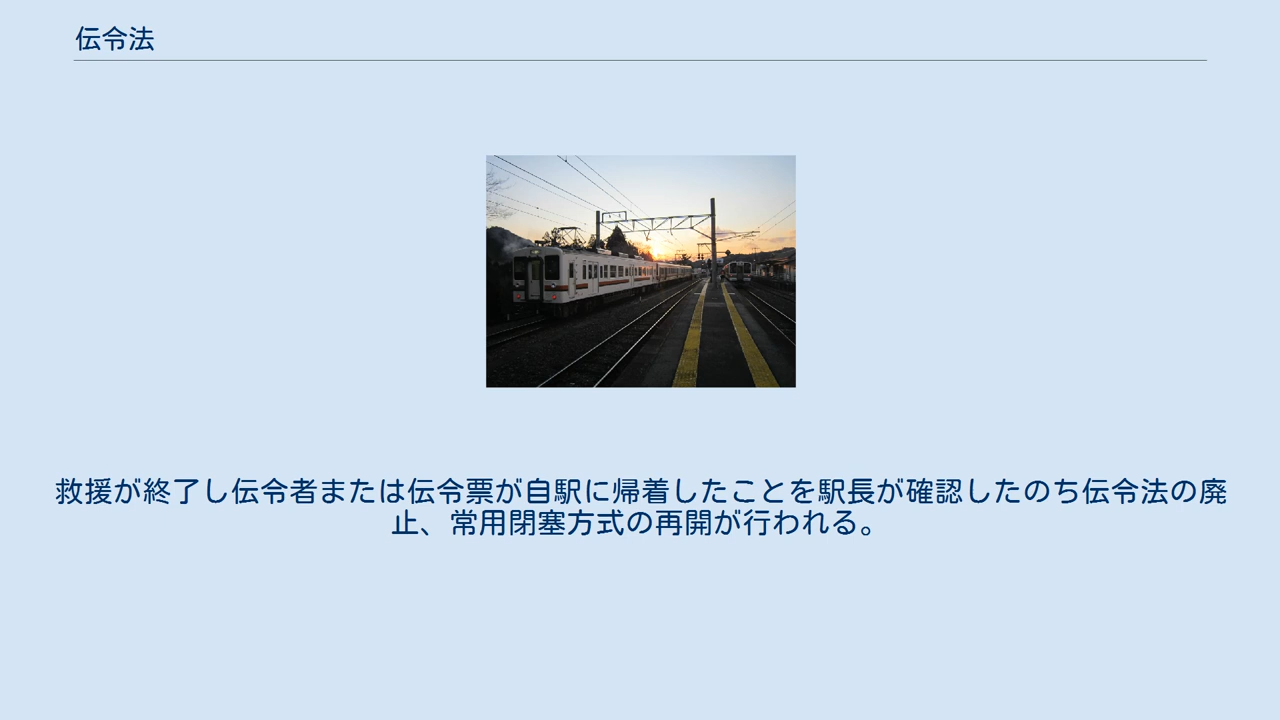 伝令法
救援が終了し伝令者または伝令票が自駅に帰着したことを駅長が確認したのち伝令法の廃
止、常用閉塞方式の再開が行われる。